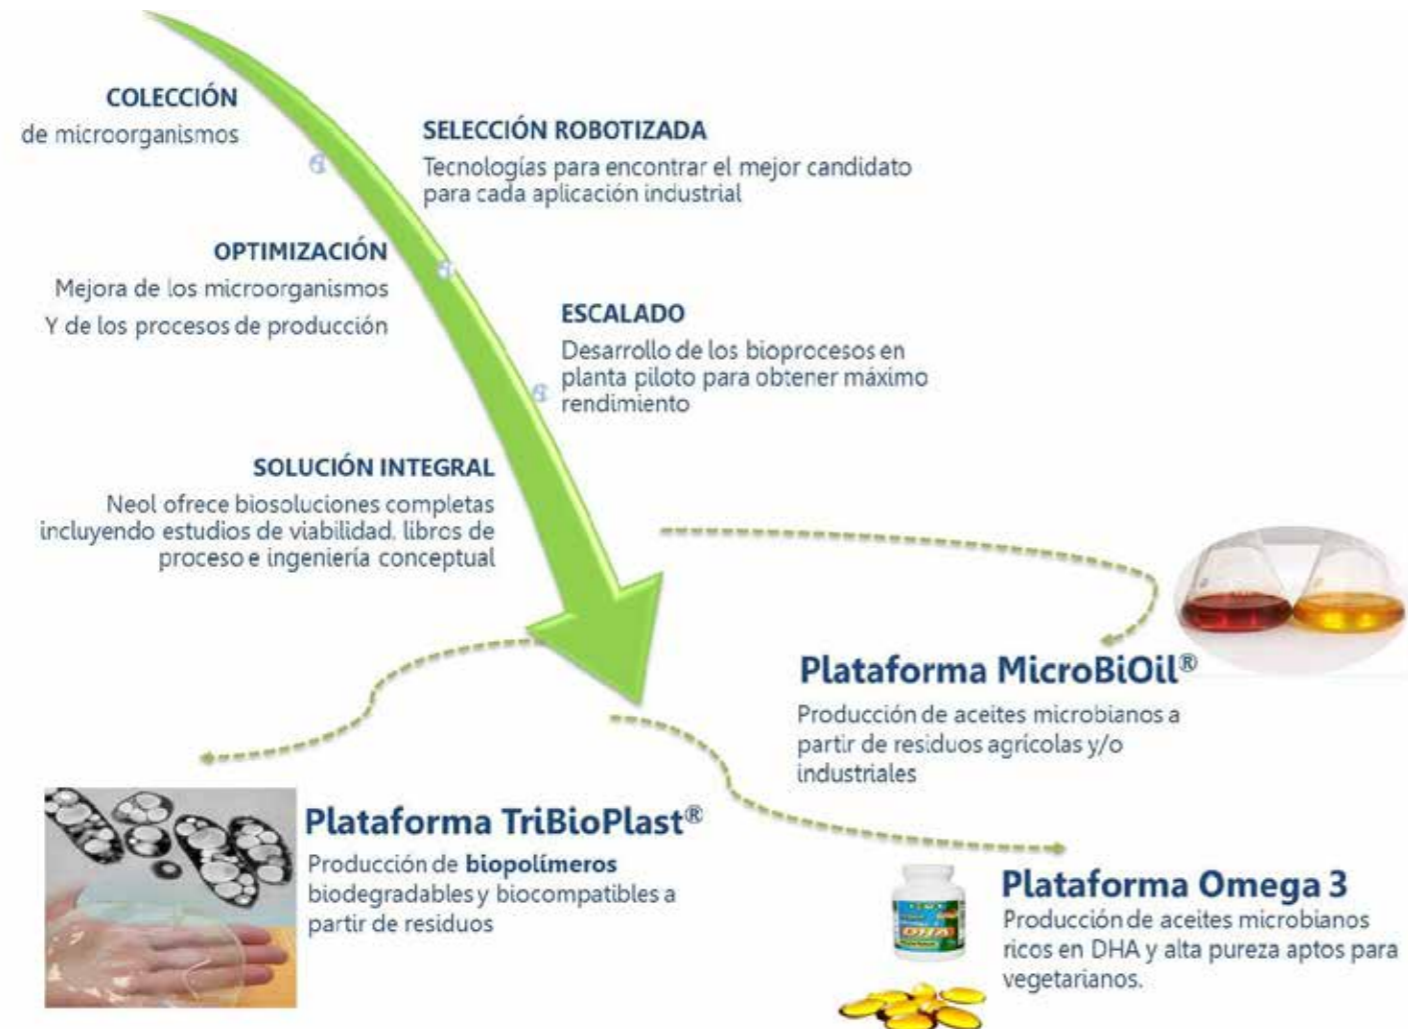 COLECCIÓN
de microorganismos
SELECCIÓN ROBOTIZADA
Tecnologías para encontrar el mejor candidato
para cada aplicación industrial
OPTIMIZACIÓN
Mejora de los microorganismos
Y de los procesos de producción
ESCALADO
Desarrollo de los bioprocesos en
planta piloto para obtener máximo
rendimiento
SOLUCIÓN INTEGRAL
Neol ofrece biosoluciones completas
incluyendo estudios de viabilidad, libros de
proceso e ingeniería conceptual
Plataforma MicroBiOil®
Producción de aceites microbianos a
partir de residuos agrícolas y/o
industriales
Plataforma TriBioPlast®
Producción de biopolímeros
biodegradables y biocompatibles a
partir de residuos
DHA
Plataforma Omega 3
Producción de aceites microbianos
ricos en DHA y alta pureza aptos para
vegetarianos.